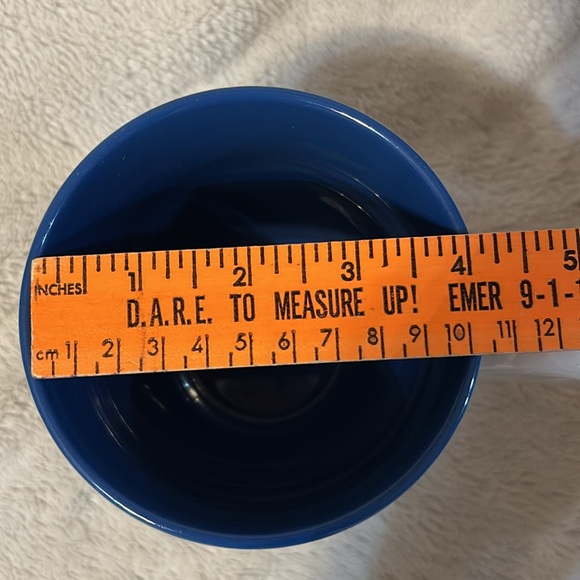 1 2 3 4 5
INCHES
D.A.R.E. TO MEASURE UP! EMER 9-1-1
cm 1 2 3 4 5 6 7 8 9 10 11 12